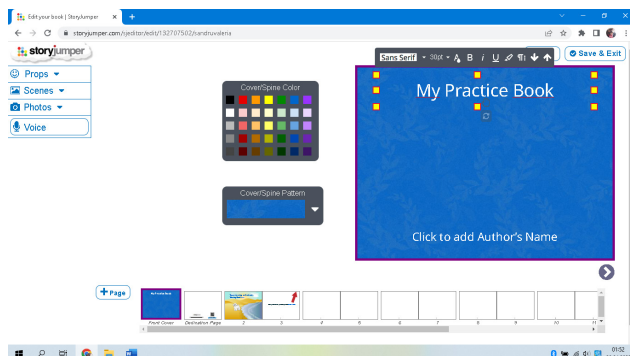 Edit your book | StoryJumper
storyjumper.com/sjeditor/edit/132707502/sandruvalena
storyjumper
Sans Serif 30pt A B i U
Save & Exit
Props
Scenes
Photos
Voice
Cover/Spine Color
Cover/Spine Pattern
My Practice Book
Click to add Author's Name
+ Page
My Practice Book
Front Cover Dedication Page 2 3 4 5 6 7 8 9 10 11
01:52